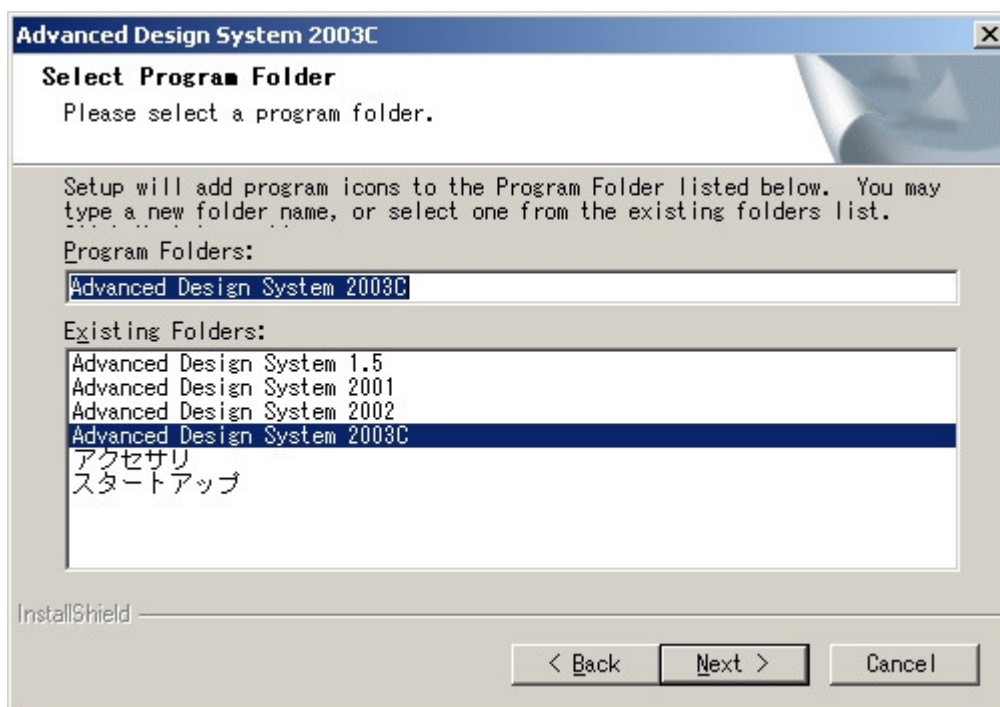 Advanced Design System 2003C
Select Program Folder
Please select a program folder.
Setup will add program icons to the Program Folder listed below.  You may
type a new folder name, or select one from the existing folders list.
Program Folders:
Advanced Design System 2003C
Existing Folders:
Advanced Design System 1.5
Advanced Design System 2001
Advanced Design System 2002
Advanced Design System 2003C
アクセサリ
スタートアップ
InstallShield
< Back Next > Cancel